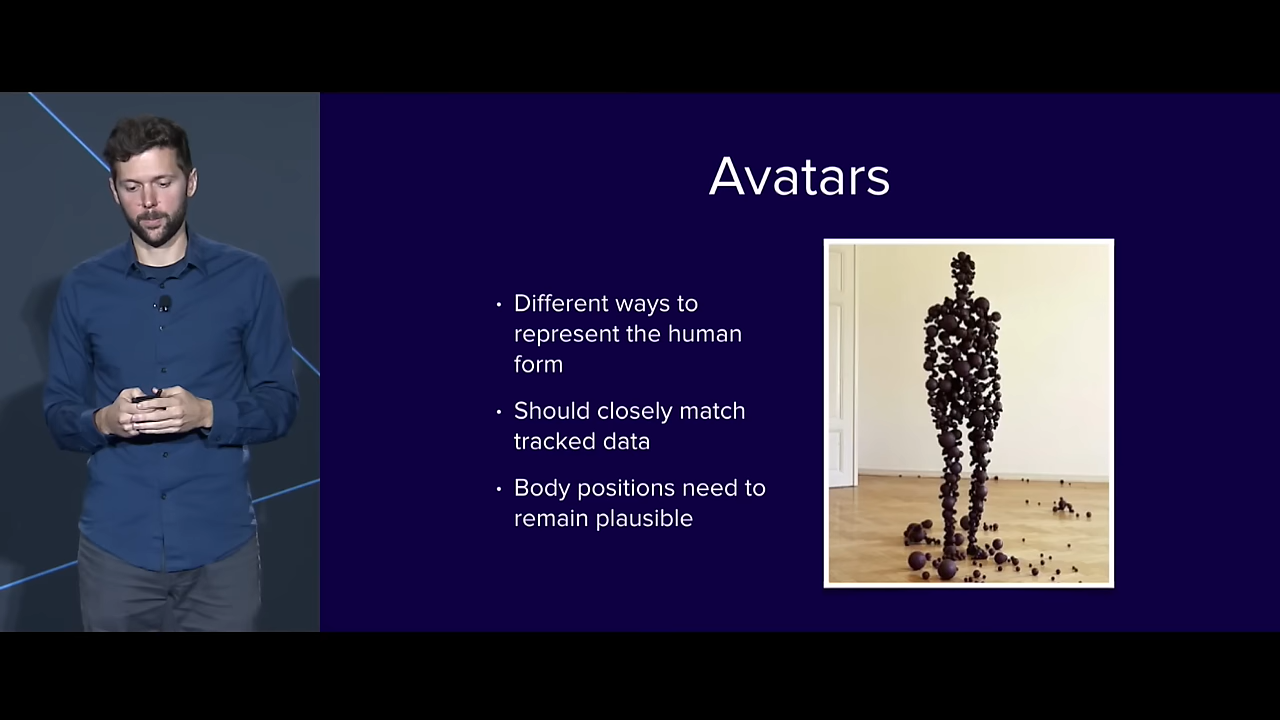 Avatars
• Different ways to
represent the human
form
• Should closely match
tracked data
• Body positions need to
remain plausible